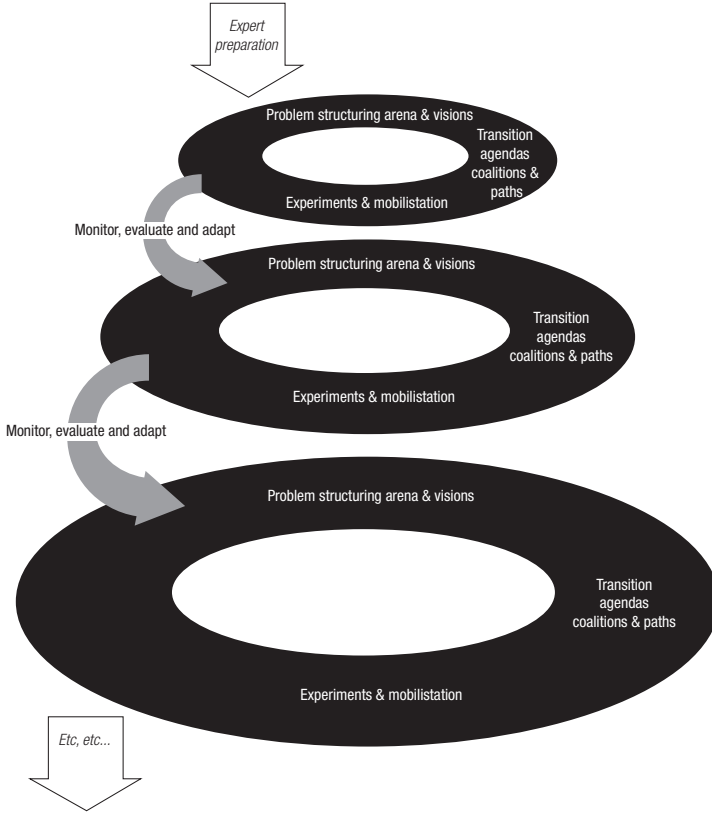 Expert
preparation
Problem structuring arena & visions
Transition
agendas
coalitions &
paths
Experiments & mobilistation
Monitor, evaluate and adapt
Problem structuring arena & visions
Transition
agendas
coalitions & paths
Experiments & mobilistation
Monitor, evaluate and adapt
Problem structuring arena & visions
Transition
agendas
coalitions & paths
Experiments & mobilistation
Etc, etc...